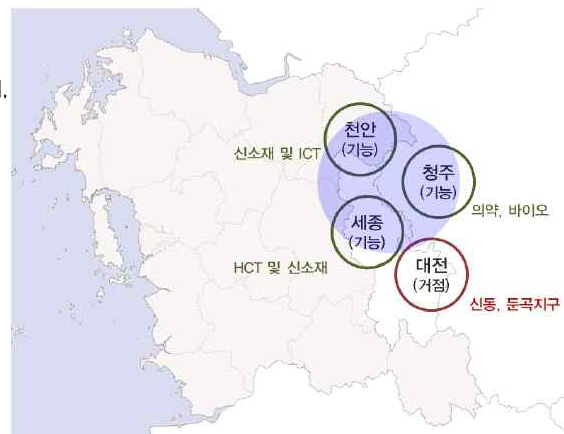 천안
(기능)
신소재 및 ICT
청주
(기능)
의약, 바이오
세종
(기능)
HCT 및 신소재
대전
(거점)
신동, 둔곡지구